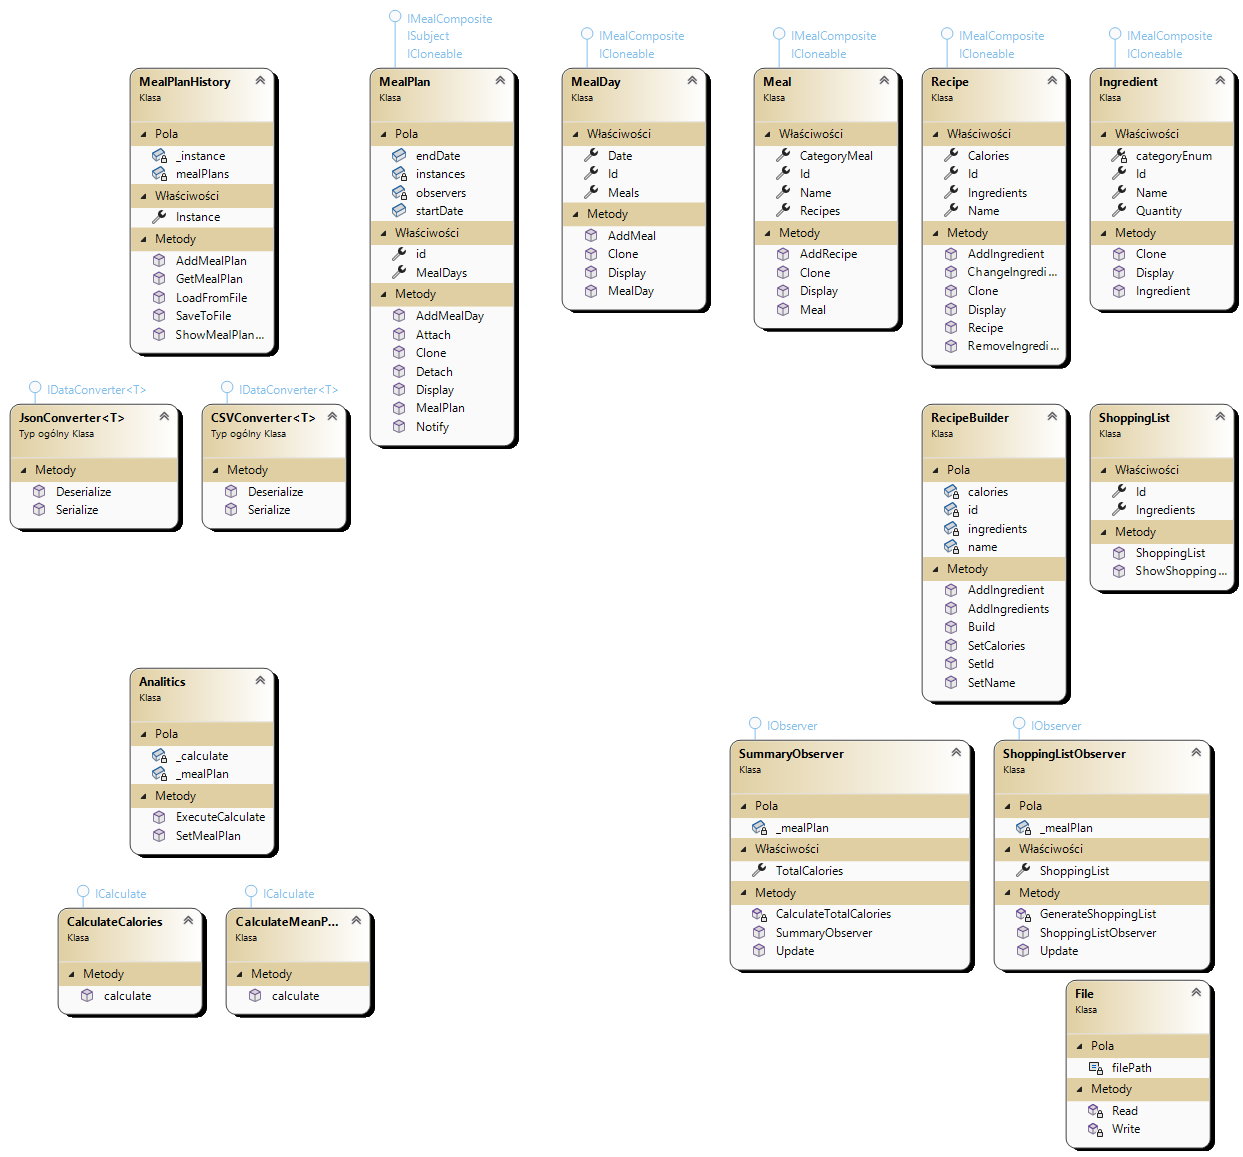 IMealComposite
ISubject
ICloneable
MealPlan
Klasa
Pola
endDate
instances
observers
startDate
Właściwości
id
MealDays
Metody
AddMealDay
Attach
Clone
Detach
Display
MealPlan
Notify
MealPlanHistory
Klasa
Pola
_instance
mealPlans
Właściwości
Instance
Metody
AddMealPlan
GetMealPlan
LoadFromFile
SaveToFile
ShowMealPlan...
IMealComposite
ICloneable
MealDay
Klasa
Właściwości
Date
Id
Meals
Metody
AddMeal
Clone
Display
MealDay
IMealComposite
ICloneable
Meal
Klasa
Właściwości
CategoryMeal
Id
Name
Recipes
Metody
AddRecipe
Clone
Display
Meal
IMealComposite
ICloneable
Recipe
Klasa
Właściwości
Calories
Id
Ingredients
Name
Metody
AddIngredient
ChangeIngredi...
Clone
Display
Recipe
RemoveIngredi...
IMealComposite
ICloneable
Ingredient
Klasa
Właściwości
categoryEnum
Id
Name
Quantity
Metody
Clone
Display
Ingredient
IDataConverter<T>
JsonConverter<T>
Typ ogólny Klasa
Metody
Deserialize
Serialize
IDataConverter<T>
CSVConverter<T>
Typ ogólny Klasa
Metody
Deserialize
Serialize
RecipeBuilder
Klasa
Pola
calories
id
ingredients
name
Metody
AddIngredient
AddIngredients
Build
SetCalories
SetId
SetName
ShoppingList
Klasa
Właściwości
Id
Ingredients
Metody
ShoppingList
ShowShopping...
Analitics
Klasa
Pola
_calculate
_mealPlan
Metody
ExecuteCalculate
SetMealPlan
IObserver
SummaryObserver
Klasa
Pola
_mealPlan
Właściwości
TotalCalories
Metody
CalculateTotalCalories
SummaryObserver
Update
IObserver
ShoppingListObserver
Klasa
Pola
_mealPlan
Właściwości
ShoppingList
Metody
GenerateShoppingList
ShoppingListObserver
Update
ICalculate
CalculateCalories
Klasa
Metody
calculate
ICalculate
CalculateMeanP...
Klasa
Metody
calculate
File
Klasa
Pola
filePath
Metody
Read
Write